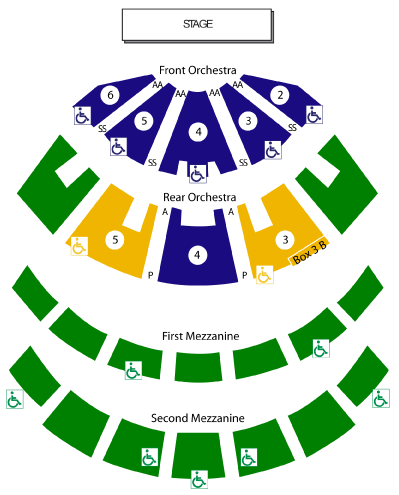 STAGE
Front Orchestra
6
AA
AA
AA
AA
2
5
4
3
SS
SS
SS
SS
Rear Orchestra
A
A
5
4
3
Box 3 B
P
P
First Mezzanine
Second Mezzanine